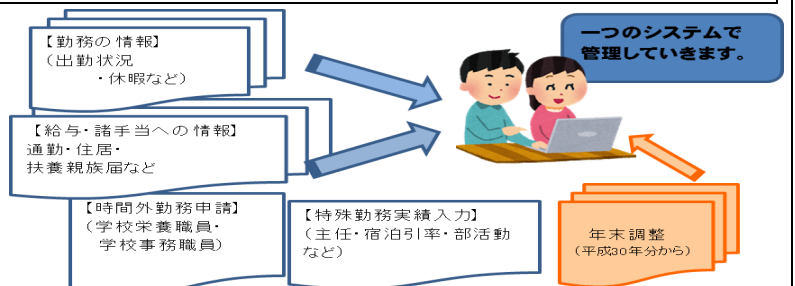 【勤務の情報】
(出勤状況
・休暇など)
一つのシステムで
管理していきます。
【給与・諸手当への情報】
通勤・住居・
扶養親族届など
【時間外勤務申請】
(学校栄養職員・
学校事務職員)
【特殊勤務実績入力】
(主任・宿泊引率・部活動
など)
年末調整
(平成30年分から)